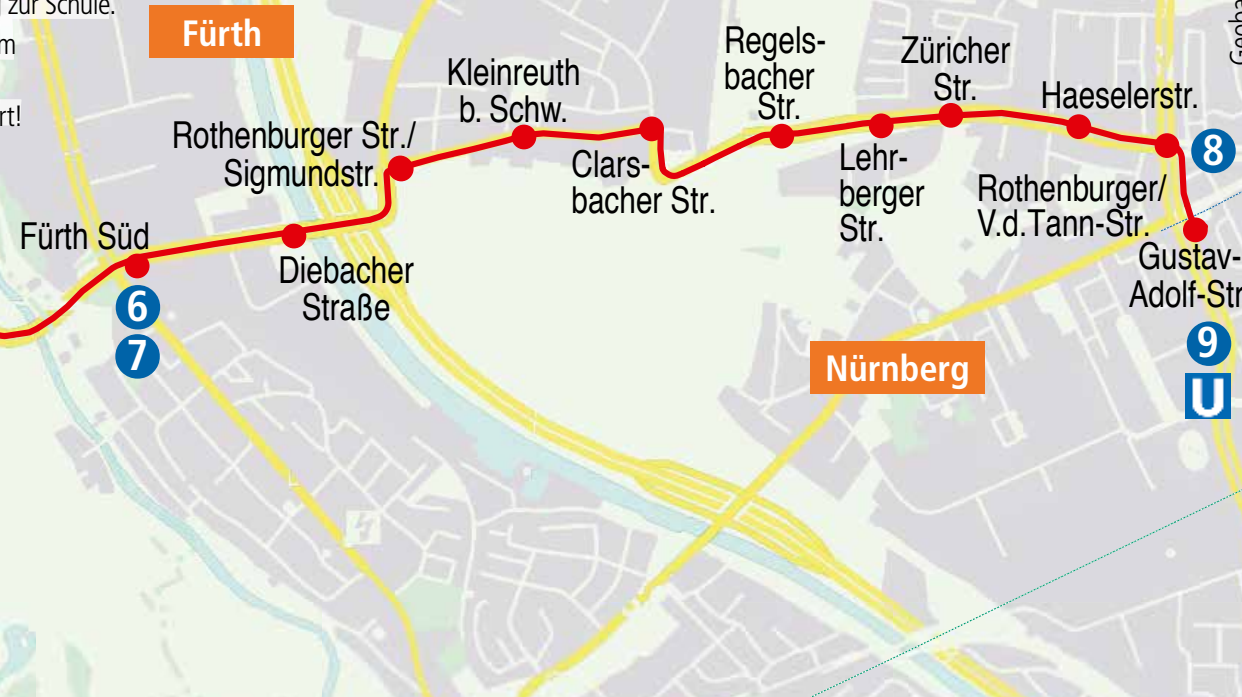 zur Schule.
Fürth
rt!
Rothenburger Str./
Sigmundstr.
Kleinreuth
b. Schw.
Clars-
bacher Str.
Regels-
bacher
Str.
Lehr-
berger
Str.
Züricher
Str.
Haeselerstr.
8
Rothenburger/
V.d.Tann-Str.
Gustav-
Adolf-Str
9
U
Fürth Süd
6
7
Diebacher
Straße
Nürnberg